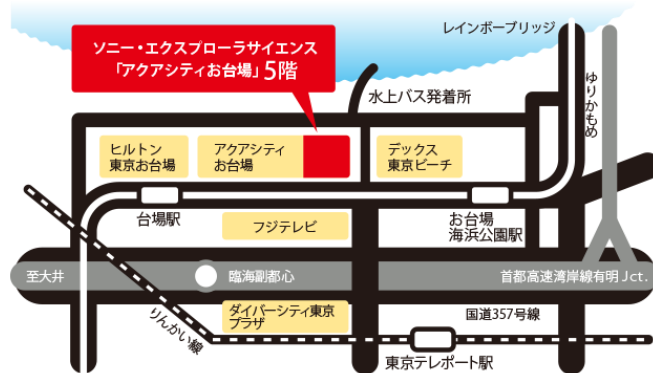 レインボーブリッジ
ソニー・エクスプローラサイエンス
「アクアシティお台場」5階
ゆりかもめ
水上バス発着所
ヒルトン
東京お台場
アクアシティ
お台場
デックス
東京ビーチ
台場駅
お台場
海浜公園駅
フジテレビ
至大井
臨海副都心
首都高速湾岸線有明Jct.
りんかい線
ダイバーシティ東京
プラザ
国道357号線
東京テレポート駅